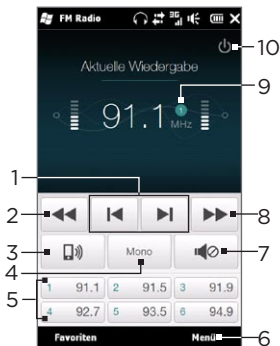 FM Radio 3G
10
Aktuelle Wiedergabe
9
91.1 1
MHz
1
2 8
3 Mono 7
4
5
1 91.1 2 91.5 3 91.9
4 92.7 5 93.5 6 94.9
Favoriten Menü 6